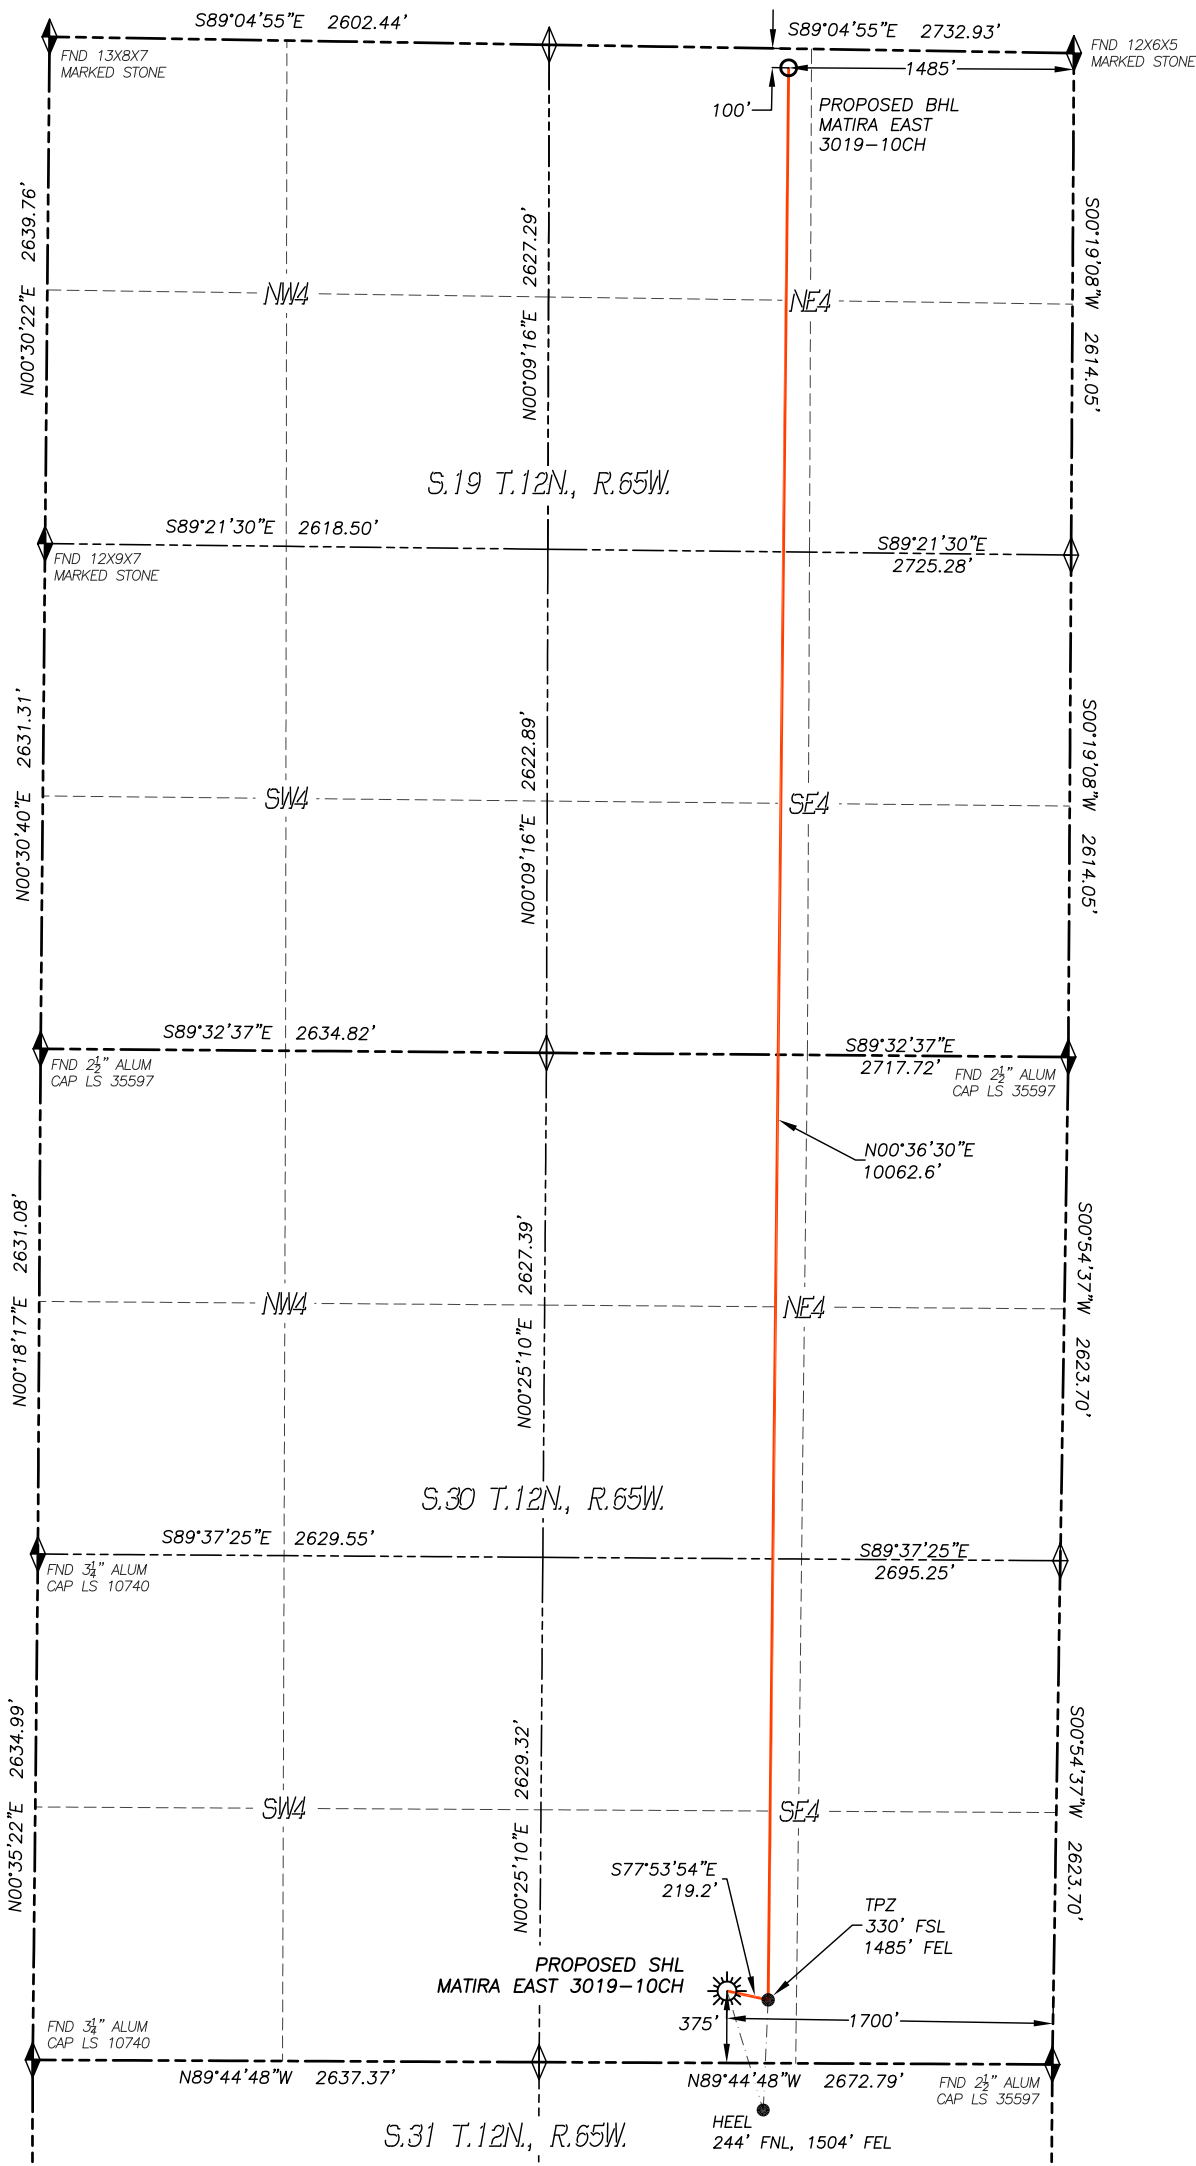 S89°04'55"E 2602.44'
S89°04'55"E 2732.93'
FND 13X8X7
MARKED STONE
FND 12X6X5
MARKED STONE
1485'
100'
PROPOSED BHL
MATIRA EAST
3019-10CH
N00°30'22"E 2639.76'
N00°09'16"E 2627.29'
S00°19'08"W 2614.05'
NW4
NE4
S.19 T.12N., R.65W.
S89°21'30"E 2618.50'
S89°21'30"E
2725.28'
FND 12X9X7
MARKED STONE
N00°30'40"E 2631.31'
N00°09'16"E 2622.89'
S00°19'08"W 2614.05'
SW4
SE4
S89°32'37"E 2634.82'
S89°32'37"E
2717.72'
FND 2½" ALUM
CAP LS 35597
FND 2½" ALUM
CAP LS 35597
N00°36'30"E
10062.6'
N00°18'17"E 2631.08'
N00°25'10"E 2627.39'
S00°54'37"W 2623.70'
NW4
NE4
S.30 T.12N., R.65W.
S89°37'25"E 2629.55'
S89°37'25"E
2695.25'
FND 3¼" ALUM
CAP LS 10740
N00°35'22"E 2634.99'
N00°25'10"E 2629.32'
S00°54'37"W 2623.70'
SW4
SE4
S77°53'54"E
219.2'
TPZ
330' FSL
1485' FEL
PROPOSED SHL
MATIRA EAST 3019-10CH
375'
1700'
FND 3¼" ALUM
CAP LS 10740
N89°44'48"W 2637.37'
N89°44'48"W 2672.79'
FND 2½" ALUM
CAP LS 35597
HEEL
244' FNL, 1504' FEL
S.31 T.12N., R.65W.